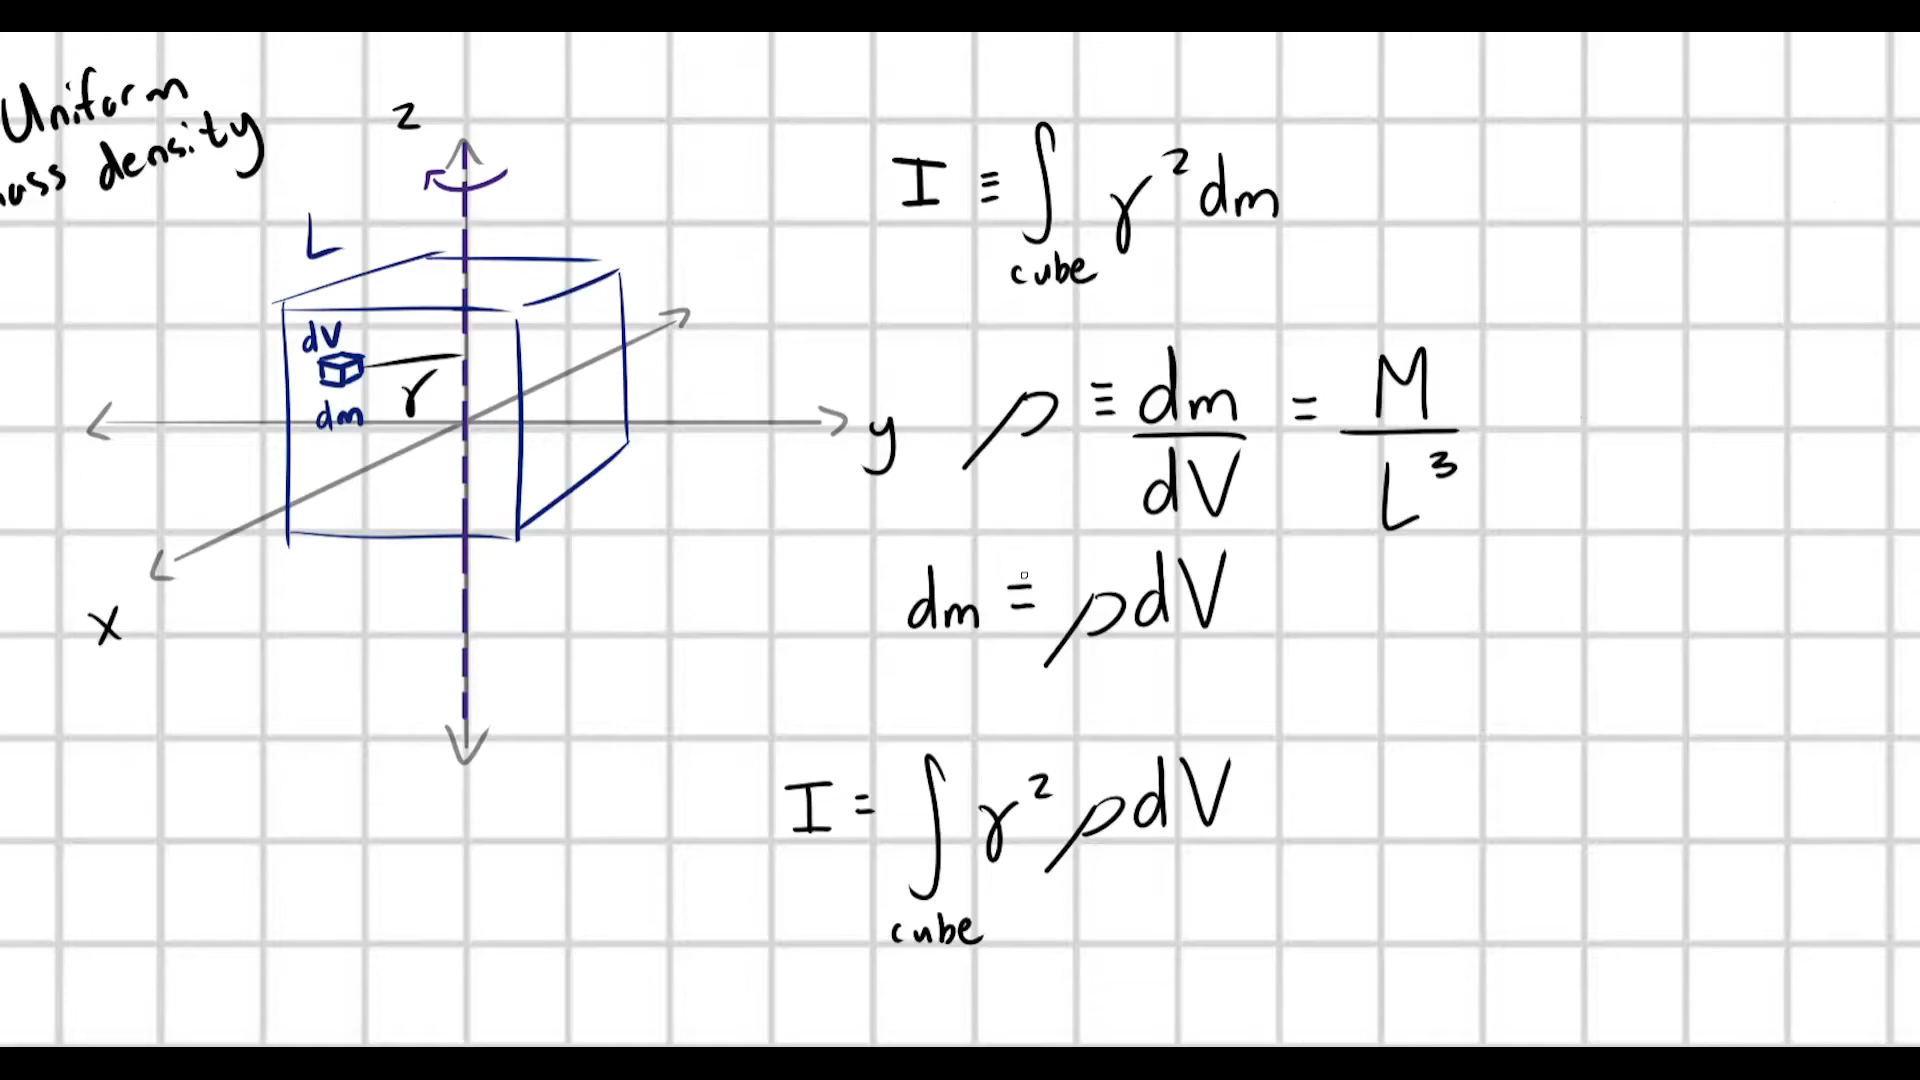 Uniform
mass density
z
L
dV
r
dm
y
x
I ≡ ∫ r² dm
cube
ρ ≡ dm/dV = M/L³
dm = ρdV
I = ∫ r² ρdV
cube